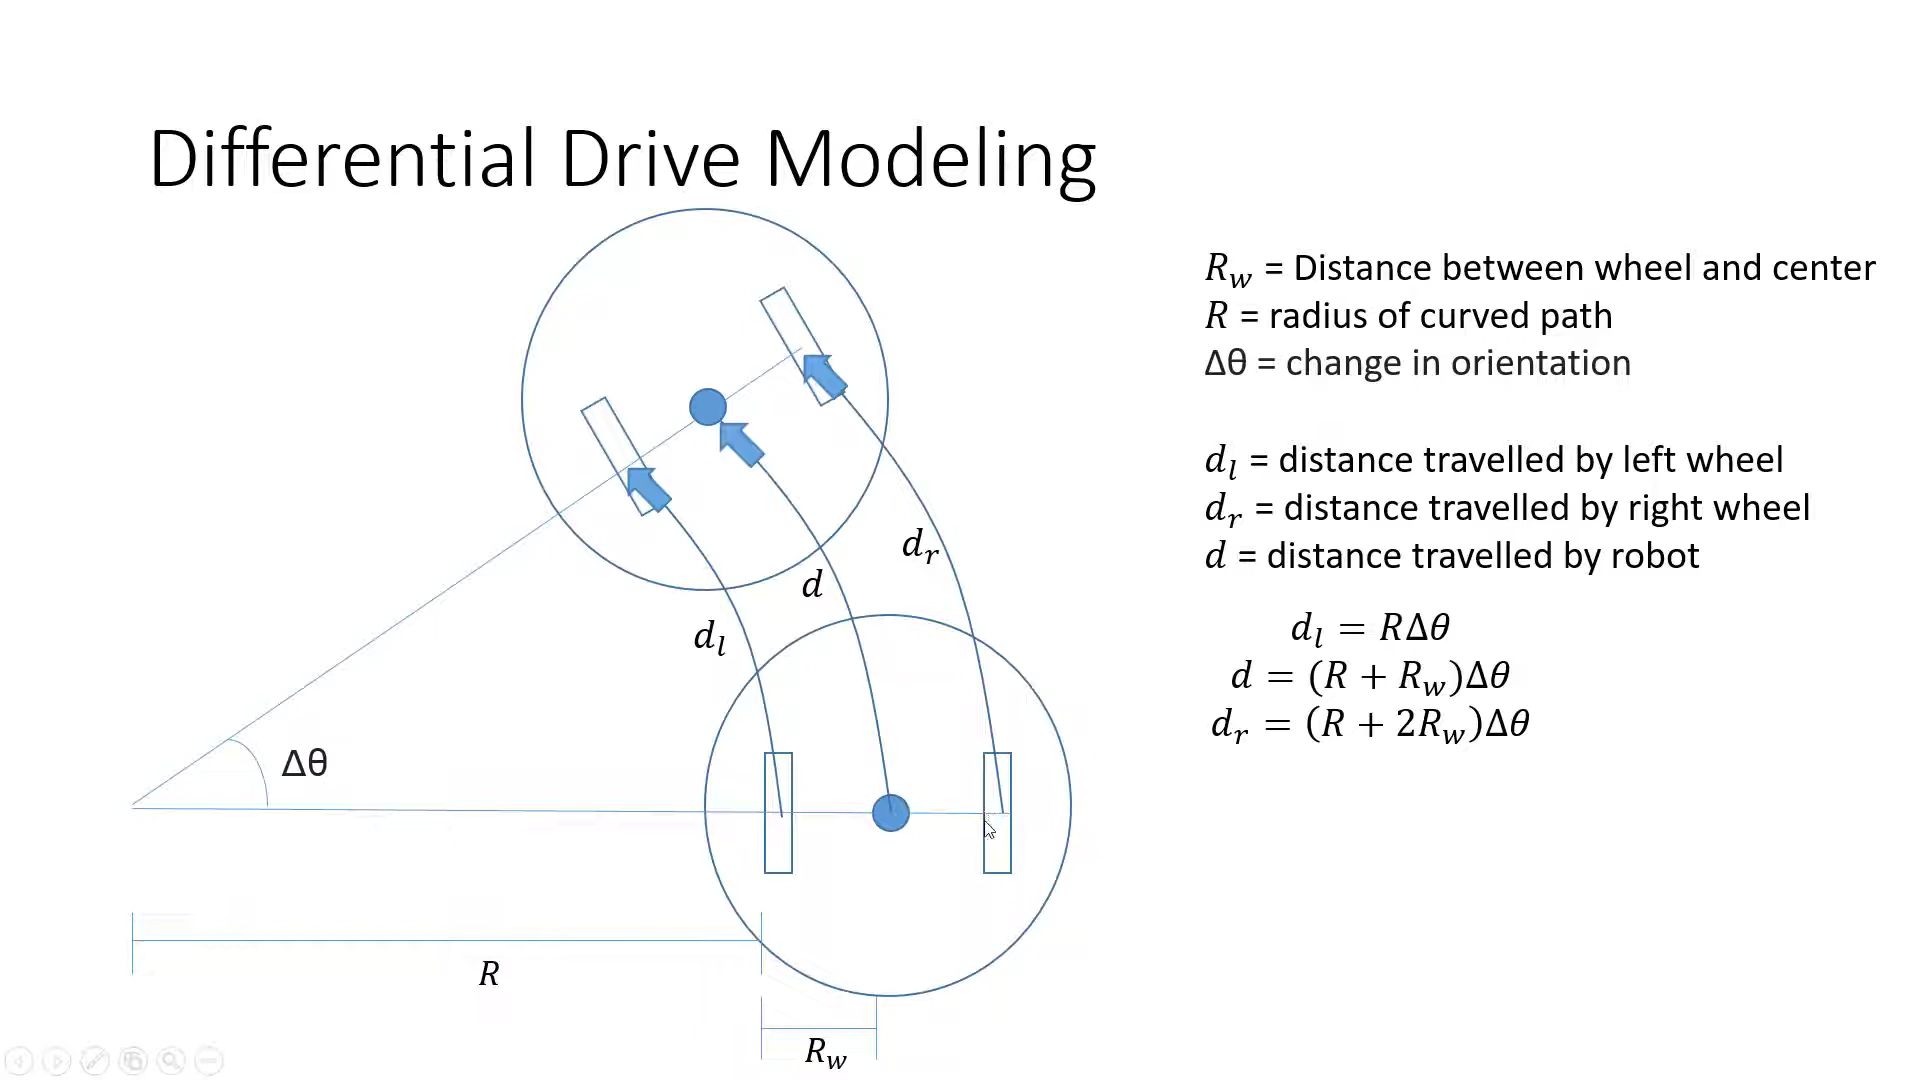 Differential Drive Modeling
R_w = Distance between wheel and center
R = radius of curved path
Δθ = change in orientation
d_l = distance travelled by left wheel
d_r = distance travelled by right wheel
d = distance travelled by robot
d_l = RΔθ
d = (R + R_w)Δθ
d_r = (R + 2R_w)Δθ
d_r
d
d_l
Δθ
R
R_w